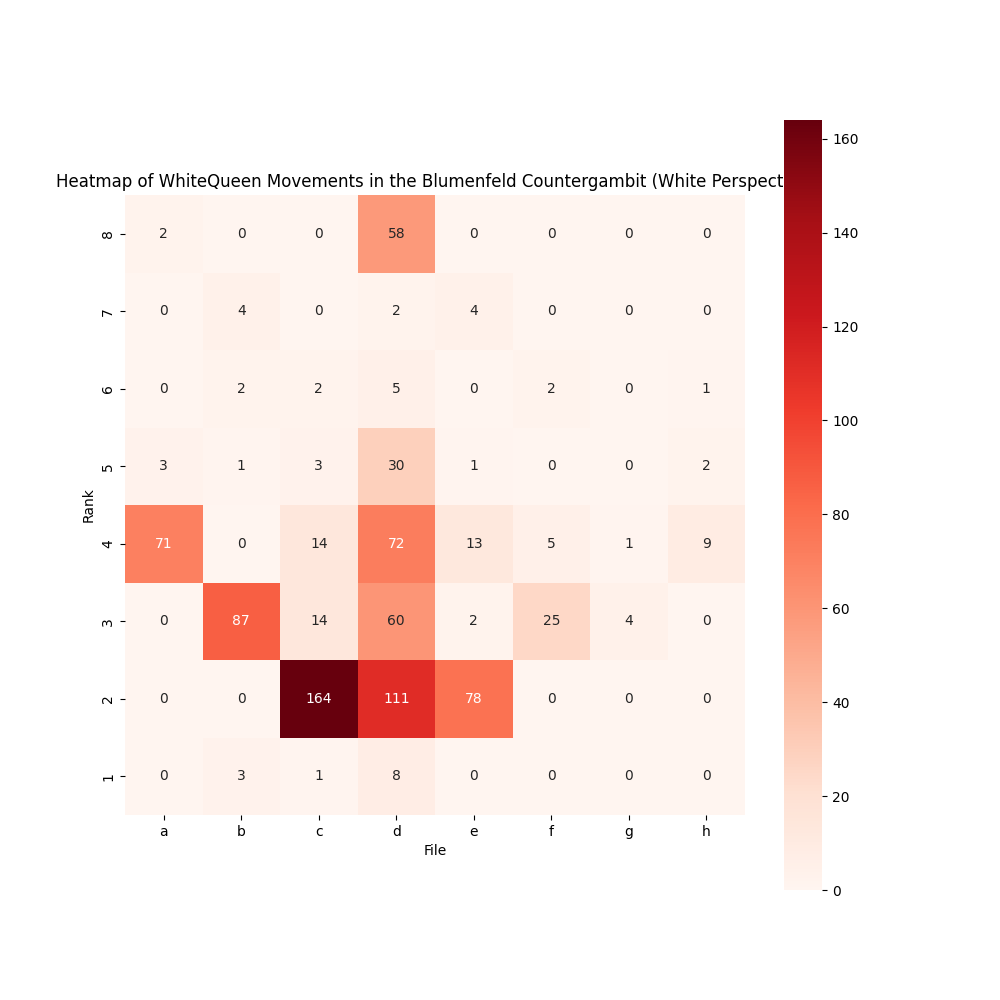 Heatmap of WhiteQueen Movements in the Blumenfeld Countergambit (White Perspect
8 2 0 0 58 0 0 0 0
7 0 4 0 2 4 0 0 0
6 0 2 2 5 0 2 0 1
5 3 1 3 30 1 0 0 2
4 71 0 14 72 13 5 1 9
3 0 87 14 60 2 25 4 0
2 0 0 164 111 78 0 0 0
1 0 3 1 8 0 0 0 0
a b c d e f g h
Rank
File
160
140
120
100
80
60
40
20
0